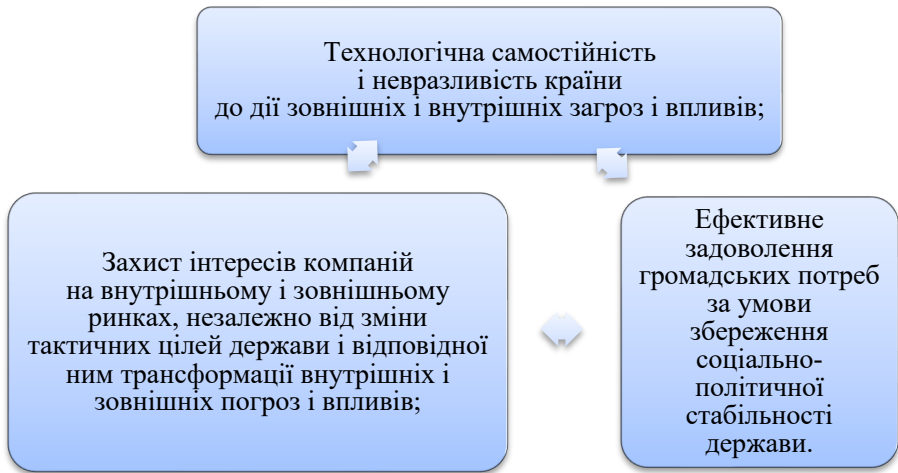 Технологічна самостійність
і невразливість країни
до дії зовнішніх і внутрішніх загроз і впливів;
Захист інтересів компаній
на внутрішньому і зовнішньому
ринках, незалежно від зміни
тактичних цілей держави і відповідної
ним трансформації внутрішніх і
зовнішніх погроз і впливів;
Ефективне
задоволення
громадських потреб
за умови
збереження
соціально-
політичної
стабільності
держави.